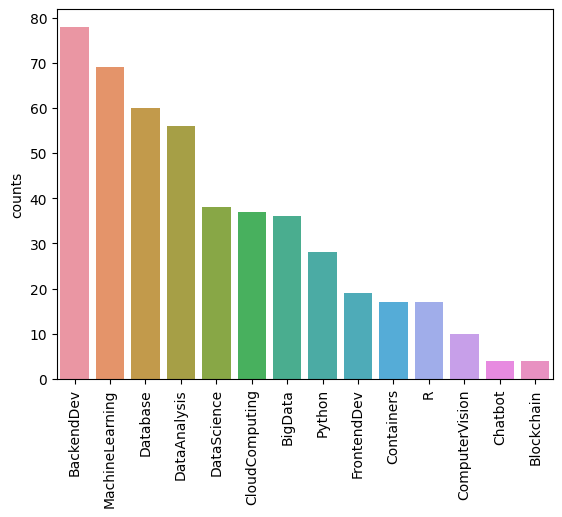 80
70
60
50
40
30
20
10
0
counts
BackendDev
MachineLearning
Database
DataAnalysis
DataScience
CloudComputing
BigData
Python
FrontendDev
Containers
R
ComputerVision
Chatbot
Blockchain